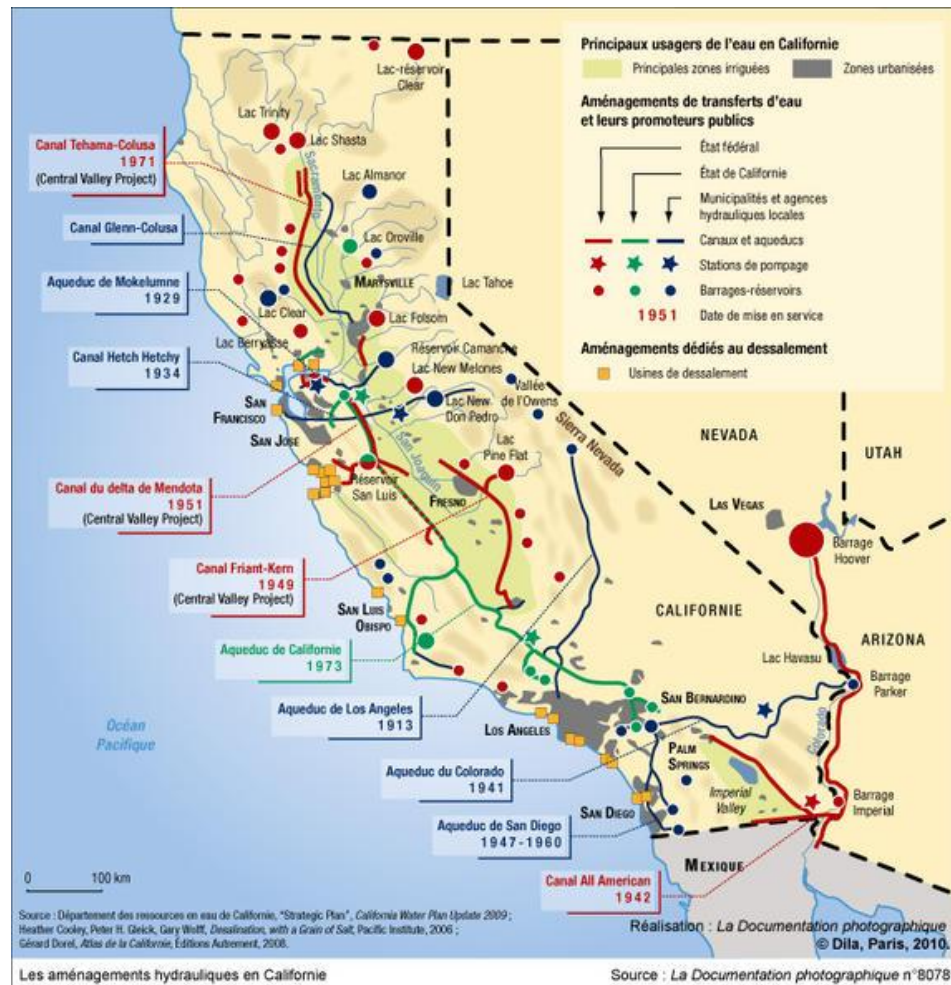 Principaux usagers de l'eau en Californie
Principales zones irriguées
Zones urbanisées
Aménagements de transferts d'eau
et leurs promoteurs publics
État fédéral
État de Californie
Municipalités et agences
hydrauliques locales
Canaux et aqueducs
Stations de pompage
Barrages-réservoirs
1951 Date de mise en service
Aménagements dédiés au dessalement
Usines de dessalement
Lac-réservoir
Clear
Lac Trinity
Lac Shasta
Canal Tehama-Colusa
1971
(Central Valley Project)
Sacramento
Lac Almanor
Canal Glenn-Colusa
Lac Oroville
Aqueduc de Mokelumne
1929
MARYSVILLE
Lac Tahoe
Lac Clear
Lac Folsom
Lac Berryasse
Canal Hetch Hetchy
1934
Réservoir Camanche
Lac New Melones
Vallée
de l'Owens
Lac New
Don Pedro
SAN
FRANCISCO
SAN JOSE
Sierra Nevada
NEVADA
UTAH
San Joaquin
Lac
Pine Flat
Canal du delta de Mendota
1951
(Central Valley Project)
Réservoir
San Luis
FRESNO
LAS VEGAS
Barrage
Hoover
Canal Friant-Kern
1949
(Central Valley Project)
SAN LUIS
OBISPO
CALIFORNIE
ARIZONA
Aqueduc de Californie
1973
Lac Havasu
Barrage
Parker
Aqueduc de Los Angeles
1913
SAN BERNARDINO
Océan
Pacifique
LOS ANGELES
Colorado
Aqueduc du Colorado
1941
PALM
SPRINGS
Imperial
Valley
Barrage
Imperial
SAN DIEGO
Aqueduc de San Diego
1947-1960
MEXIQUE
Canal All American
1942
0 100 km
Source : Département des ressources en eau de Californie, "Strategic Plan", California Water Plan Update 2009 ;
Heather Cooley, Peter H. Gleick, Gary Wolff, Desalination, with a Grain of Salt, Pacific Institute, 2006 ;
Gérard Dorel, Atlas de la Californie, Éditions Autrement, 2008.
Réalisation : La Documentation photographique
© Dila, Paris, 2010.
Les aménagements hydrauliques en Californie
Source : La Documentation photographique n°8078